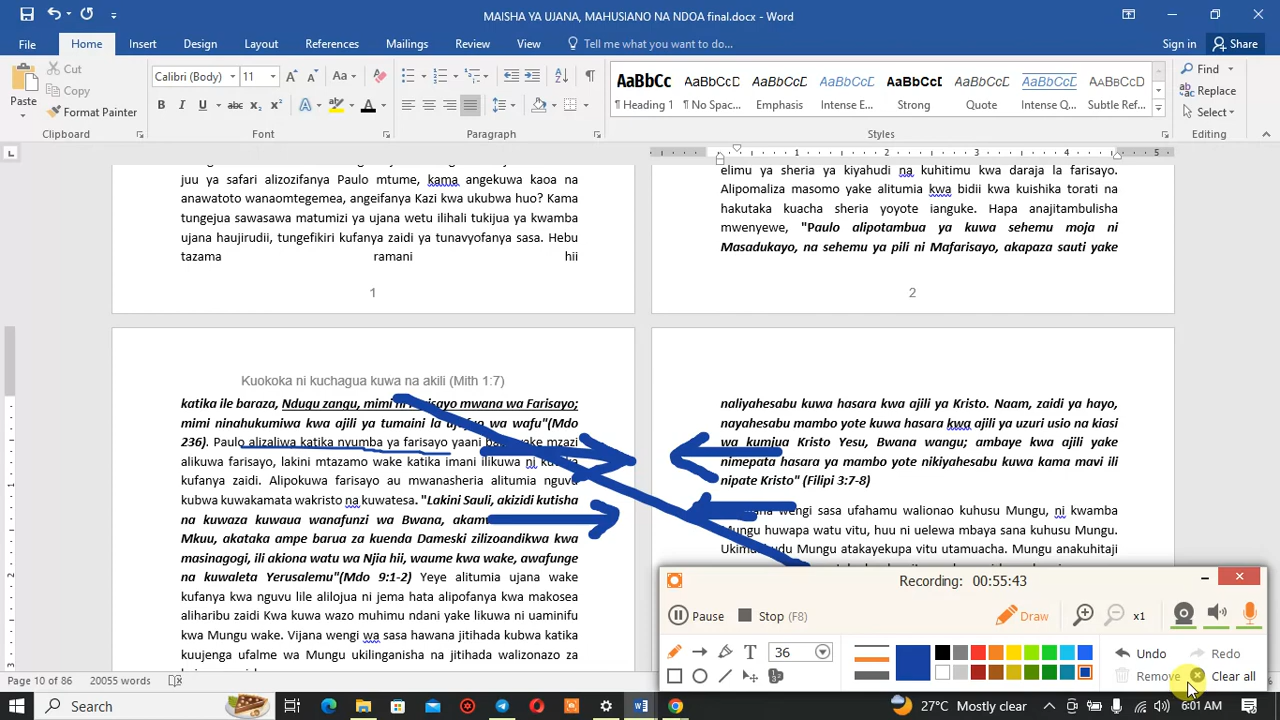 MAISHA YA UJANA, MAHUSIANO NA NDOA final.docx - Word
File Home Insert Design Layout References Mailings Review View Tell me what you want to do... Sign in Share
Paste
Cut
Copy
Format Painter
Clipboard
Calibri (Body) 11
Font
Paragraph
AaBbCc AaBbCcD AaBbCcD AaBbCcD AaBbCcD AaBbCcD AaBbCcD AaBbCcD
¶ Heading 1 ¶ No Spac... Emphasis Intense E... Strong Quote Intense Q... Subtle Ref...
Styles
Find
Replace
Select
Editing
1 2 3 4 5
juu ya safari alizozifanya Paulo mtume, kama angekuwa kaoa na
anawatoto wanaomtegemea, angeifanya Kazi kwa ukubwa huo? Kama
tungejua sawasawa matumizi ya ujana wetu ilihali tukijua ya kwamba
ujana haujirudii, tungefikiri kufanya zaidi ya tunavyofanya sasa. Hebu
tazama ramani hii
1
elimu ya sheria ya kiyahudi na kuhitimu kwa daraja la farisayo.
Alipomaliza masomo yake alitumia kwa bidii kwa kuishika torati na
hakutaka kuacha sheria yoyote ianguke. Hapa anajitambulisha
mwenyewe, "Paulo alipotambua ya kuwa sehemu moja ni
Masadukayo, na sehemu ya pili ni Mafarisayo, akapaza sauti yake
2
Kuokoka ni kuchagua kuwa na akili (Mith 1:7)
katika ile baraza, Ndugu zangu, mimi ni Farisayo mwana wa Farisayo;
mimi ninahukumiwa kwa ajili ya tumaini la wafu"(Mdo
236). Paulo alizaliwa katika nyumba ya farisayo yaani wake mzazi
alikuwa farisayo, lakini mtazamo wake katika imani ilikuwa ni
kufanya zaidi. Alipokuwa farisayo au mwanasheria alitumia nguvu
kubwa kuwakamata wakristo na kuwatesa. "Lakini Sauli, akizidi kutisha
na kuwaza kuwaua wanafunzi wa Bwana,
Mkuu, akataka ampe barua za kuenda Dameski zilizoandikwa kwa
masinagogi, ili akiona watu wa Njia hii, waume kwa wake, awafunge
na kuwaleta Yerusalemu"(Mdo 9:1-2) Yeye alitumia ujana wake
kufanya kwa nguvu lile alilojua ni jema hata alipofanya kwa makosea
aliharibu zaidi Kwa kuwa wazo muhimu ndani yake likuwa ni uaminifu
kwa Mungu wake. Vijana wengi wa sasa hawana jitihada kubwa katika
kuujenga ufalme wa Mungu ukilinganisha na jitihada walizonazo za
naliyahesabu kuwa hasara kwa ajili ya Kristo. Naam, zaidi ya hayo,
nayahesabu mambo yote kuwa hasara kwa ajili ya uzuri usio na kiasi
wa kumjua Kristo Yesu, Bwana wangu; ambaye kwa ajili yake
nimepata hasara ya mambo yote nikiyahesabu kuwa kama mavi ili
nipate Kristo" (Filipi 3:7-8)
wengi sasa ufahamu walionao kuhusu Mungu, ni kwamba
Mungu huwapa watu vitu, huu ni uelewa mbaya sana kuhusu Mungu.
Mungu atakayekupa vitu utamuacha. Mungu anakuhitaji
Recording: 00:55:43
Pause Stop (F8) Draw x1
T 36 Undo Redo
Remove Clear all
Page 10 of 86 20055 words
Search 27°C Mostly clear 6:01 AM